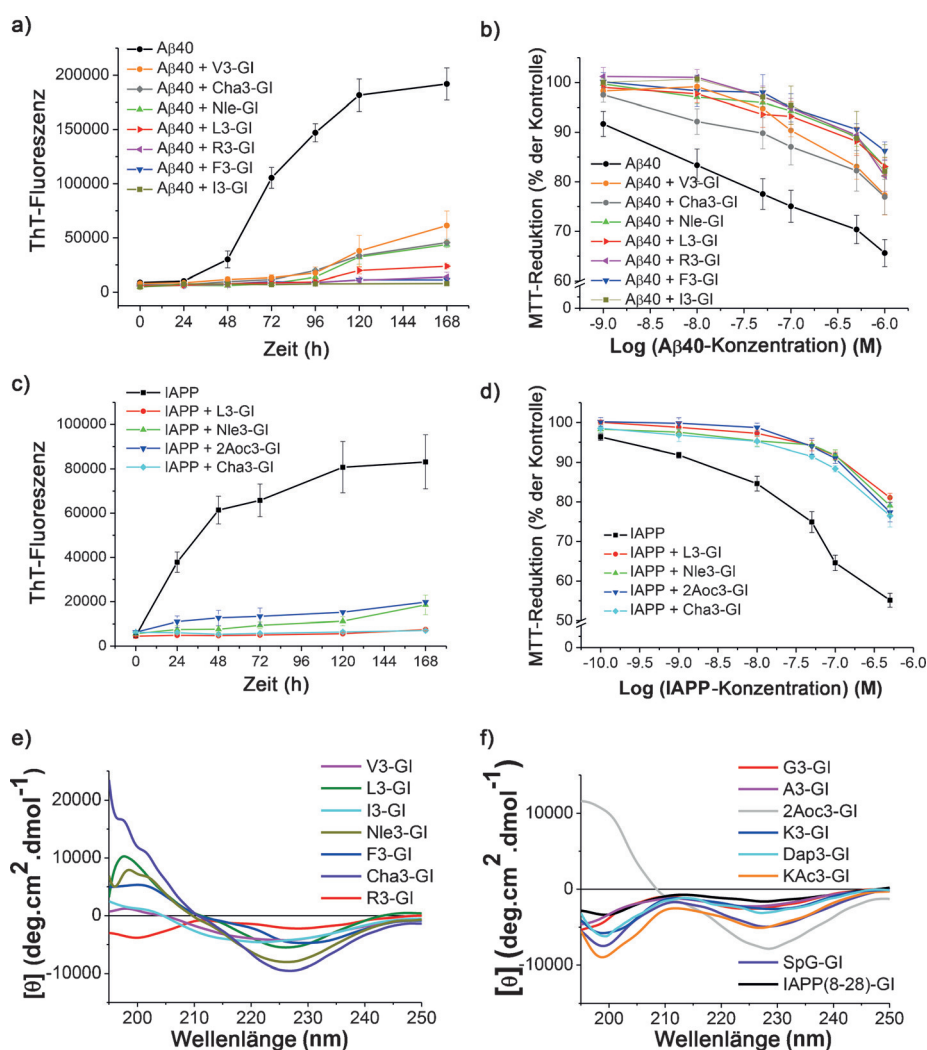 a)
ThT-Fluoreszenz
200000
150000
100000
50000
0
Aβ40
Aβ40 + V3-GI
Aβ40 + Cha3-GI
Aβ40 + Nle-GI
Aβ40 + L3-GI
Aβ40 + R3-GI
Aβ40 + F3-GI
Aβ40 + I3-GI
0 24 48 72 96 120 144 168
Zeit (h)
b)
MTT-Reduktion (% der Kontrolle)
100
90
80
70
60
0
Aβ40
Aβ40 + V3-GI
Aβ40 + Cha3-GI
Aβ40 + Nle-GI
Aβ40 + L3-GI
Aβ40 + R3-GI
Aβ40 + F3-GI
Aβ40 + I3-GI
-9.0 -8.5 -8.0 -7.5 -7.0 -6.5 -6.0
Log (Aβ40-Konzentration) (M)
c)
ThT-Fluoreszenz
100000
80000
60000
40000
20000
0
IAPP
IAPP + L3-GI
IAPP + Nle3-GI
IAPP + 2Aoc3-GI
IAPP + Cha3-GI
0 24 48 72 96 120 144 168
Zeit (h)
d)
MTT-Reduktion (% der Kontrolle)
100
90
80
70
60
0
IAPP
IAPP + L3-GI
IAPP + Nle3-GI
IAPP + 2Aoc3-GI
IAPP + Cha3-GI
-10.0 -9.5 -9.0 -8.5 -8.0 -7.5 -7.0 -6.5 -6.0
Log (IAPP-Konzentration) (M)
e)
[θ] (deg.cm² .dmol⁻¹)
20000
10000
0
-10000
V3-GI
L3-GI
I3-GI
Nle3-GI
F3-GI
Cha3-GI
R3-GI
200 210 220 230 240 250
Wellenlänge (nm)
f)
[θ] (deg.cm² .dmol⁻¹)
10000
0
-10000
G3-GI
A3-GI
2Aoc3-GI
K3-GI
Dap3-GI
KAc3-GI
SpG-GI
IAPP(8-28)-GI
200 210 220 230 240 250
Wellenlänge (nm)